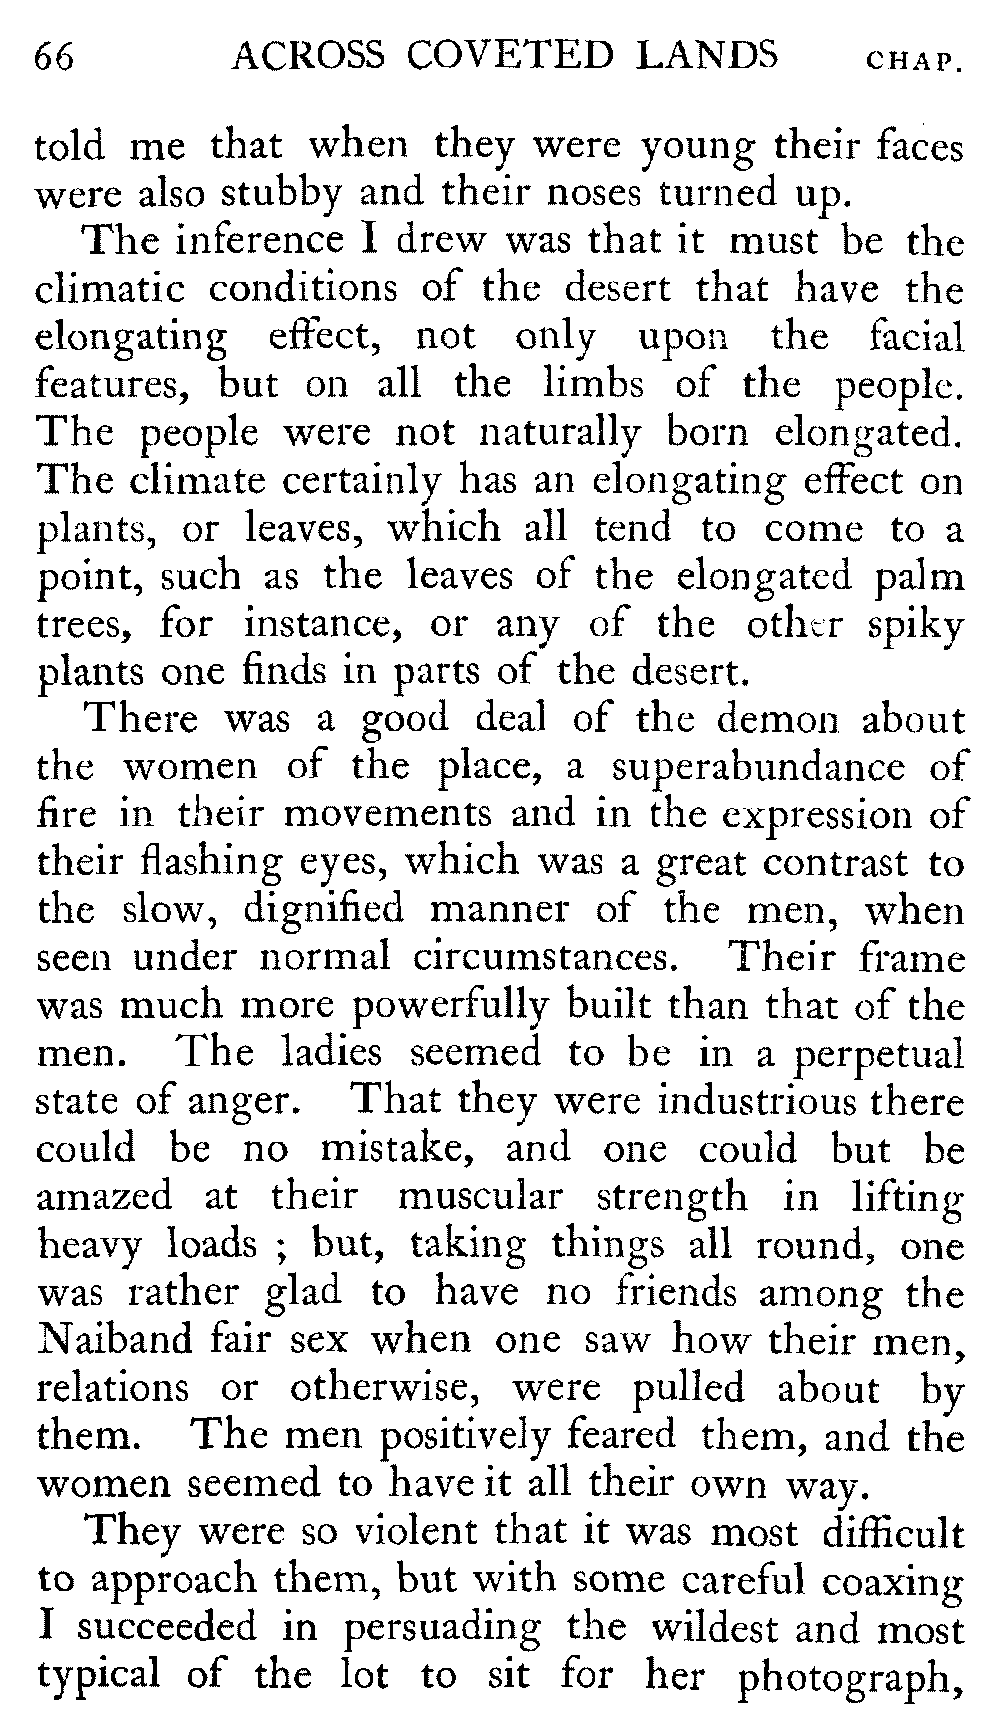 66 ACROSS COVETED LANDS CHAP.
told me that when they were young their faces
were also stubby and their noses turned up.
The inference I drew was that it must be the
climatic conditions of the desert that have the
elongating effect, not only upon the facial
features, but on all the limbs of the people.
The people were not naturally born elongated.
The climate certainly has an elongating effect on
plants, or leaves, which all tend to come to a
point, such as the leaves of the elongated palm
trees, for instance, or any of the other spiky
plants one finds in parts of the desert.
There was a good deal of the demon about
the women of the place, a superabundance of
fire in their movements and in the expression of
their flashing eyes, which was a great contrast to
the slow, dignified manner of the men, when
seen under normal circumstances. Their frame
was much more powerfully built than that of the
men. The ladies seemed to be in a perpetual
state of anger. That they were industrious there
could be no mistake, and one could but be
amazed at their muscular strength in lifting
heavy loads ; but, taking things all round, one
was rather glad to have no friends among the
Naiband fair sex when one saw how their men,
relations or otherwise, were pulled about by
them. The men positively feared them, and the
women seemed to have it all their own way.
They were so violent that it was most difficult
to approach them, but with some careful coaxing
I succeeded in persuading the wildest and most
typical of the lot to sit for her photograph,